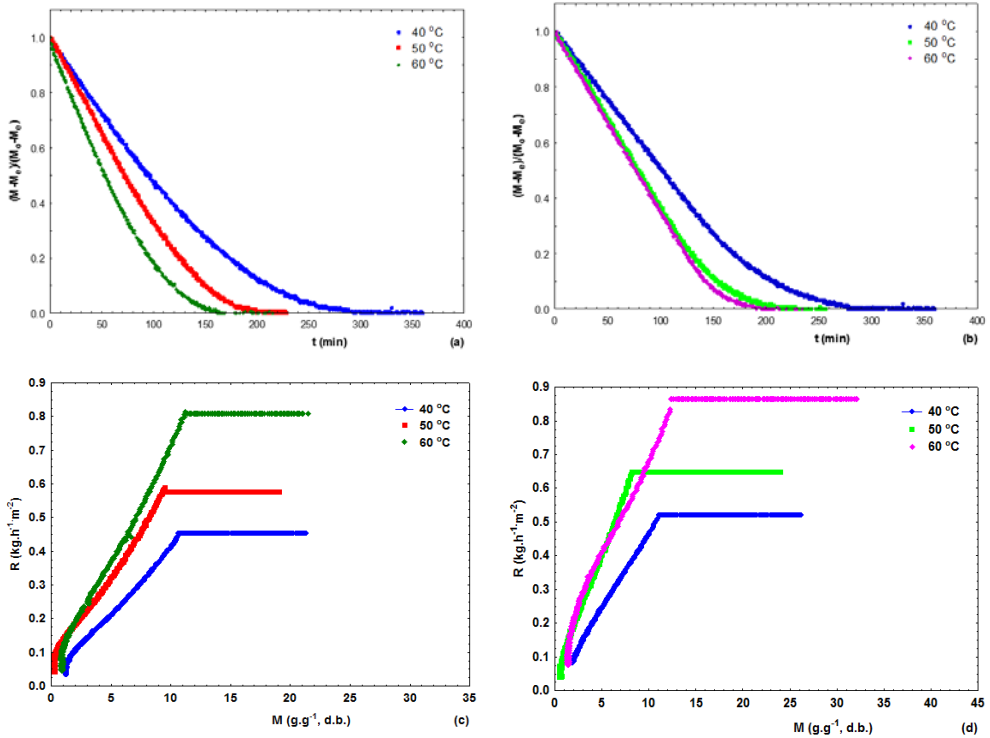 40 °C
50 °C
60 °C
1.0
0.8
0.6
0.4
0.2
0.0
(M-Mₑ)/(Mₒ-Mₑ)
0 50 100 150 200 250 300 350 400
t (min)
(a)
40 °C
50 °C
60 °C
1.0
0.8
0.6
0.4
0.2
0.0
(M-Mₑ)/(Mₒ-Mₑ)
0 50 100 150 200 250 300 350 400
t (min)
(b)
40 °C
50 °C
60 °C
0.9
0.8
0.7
0.6
0.5
0.4
0.3
0.2
0.1
0.0
R (kg.h⁻¹·m⁻²)
0 5 10 15 20 25 30 35
M (g.g⁻¹, d.b.)
(c)
40 °C
50 °C
60 °C
0.9
0.8
0.7
0.6
0.5
0.4
0.3
0.2
0.1
0.0
R (kg.h⁻¹·m⁻²)
0 5 10 15 20 25 30 35 40 45
M (g.g⁻¹, d.b.)
(d)